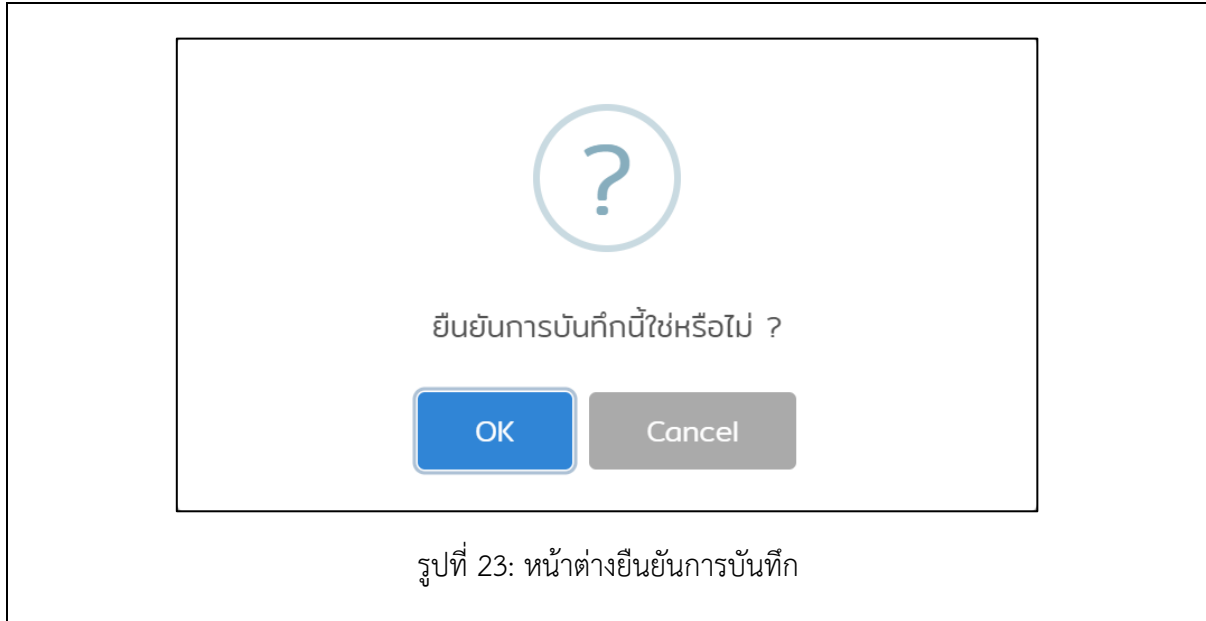 ?
ยืนยันการบันทึกนี้ใช่หรือไม่ ?
OK Cancel
รูปที่ 23: หน้าต่างยืนยันการบันทึก